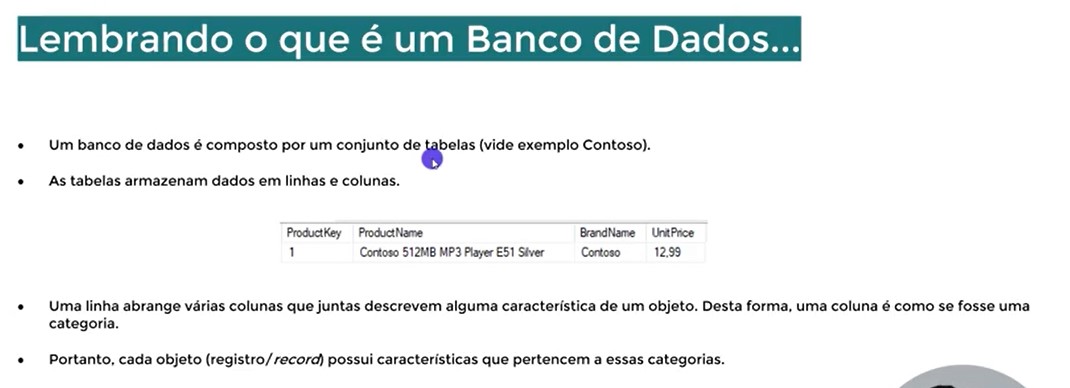 Lembrando o que é um Banco de Dados...
• Um banco de dados é composto por um conjunto de tabelas (vide exemplo Contoso).
• As tabelas armazenam dados em linhas e colunas.
ProductKey ProductName BrandName UnitPrice
1 Contoso 512MB MP3 Player E51 Silver Contoso 12,99
• Uma linha abrange várias colunas que juntas descrevem alguma característica de um objeto. Desta forma, uma coluna é como se fosse uma
categoria.
• Portanto, cada objeto (registro/record) possui características que pertencem a essas categorias.